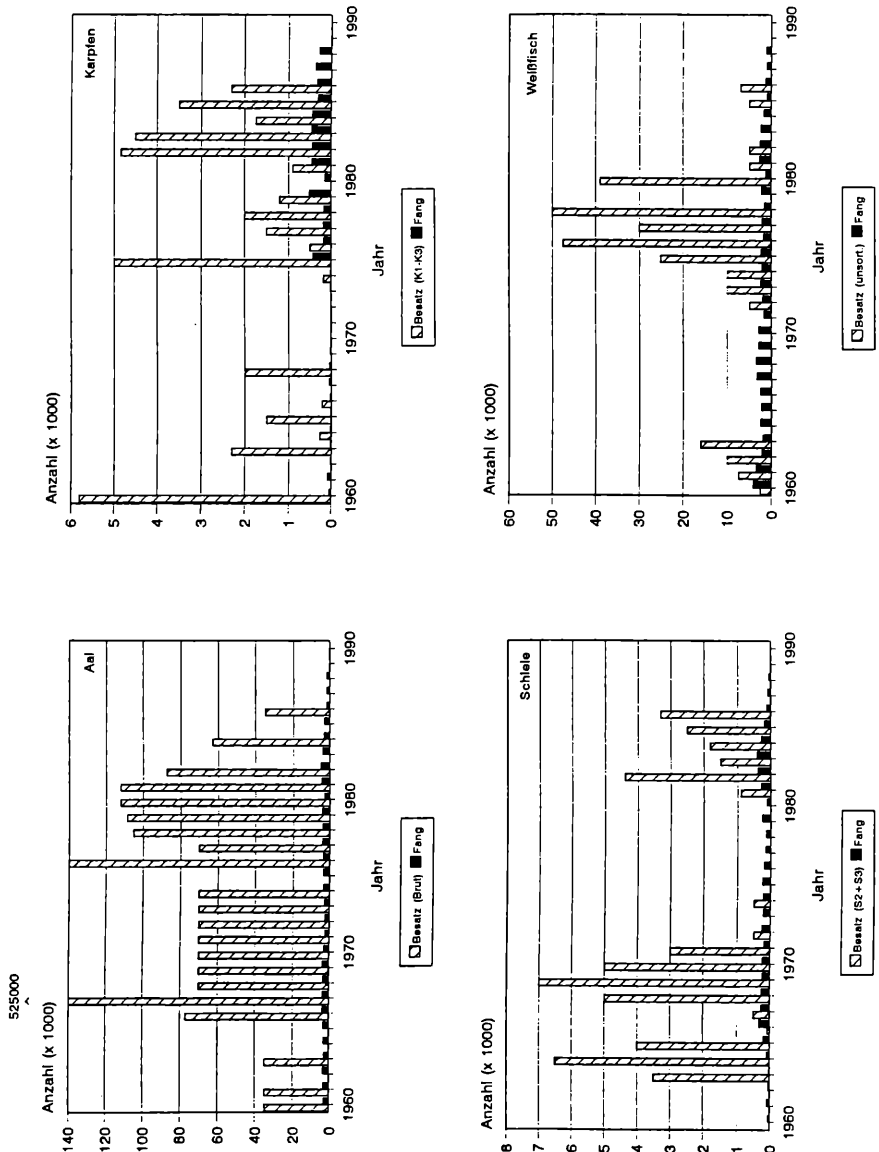 525000
^
Anzahl (x 1000)
Aal
140
120
100
80
60
40
20
0
1960
1970
1980
1990
Jahr
Besatz (Brut)
Fang
Anzahl (x 1000)
Karpfen
6
5
4
3
2
1
0
1960
1970
1980
1990
Jahr
Besatz (K1-K3)
Fang
Anzahl (x 1000)
Schleie
8
7
6
5
4
3
2
1
0
1960
1970
1980
1990
Jahr
Besatz (S2+S3)
Fang
Anzahl (x 1000)
Weißfisch
60
50
40
30
20
10
0
1960
1970
1980
1990
Jahr
Besatz (unsort.)
Fang